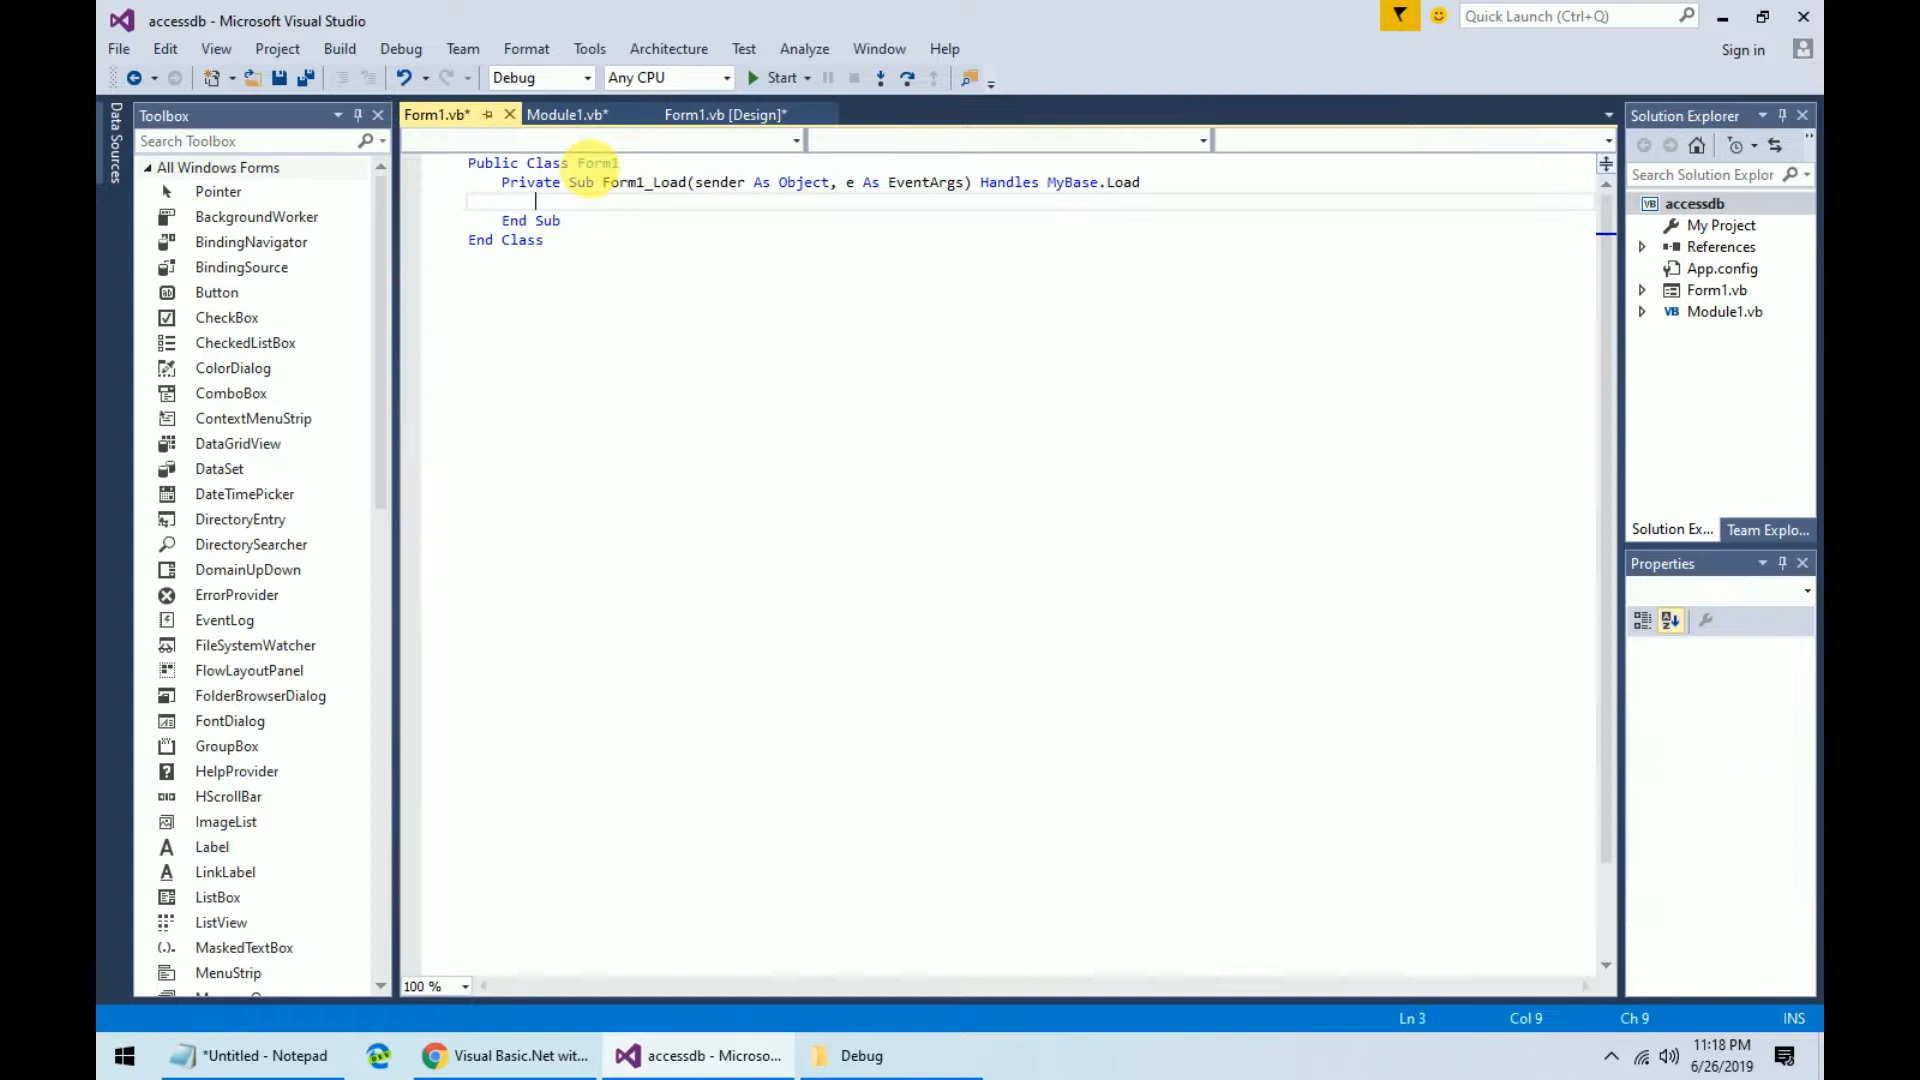 accessdb - Microsoft Visual Studio
Quick Launch (Ctrl+Q)
File Edit View Project Build Debug Team Format Tools Architecture Test Analyze Window Help
Sign in
Debug Any CPU Start
Data Sources
Toolbox
Search Toolbox
All Windows Forms
Pointer
BackgroundWorker
BindingNavigator
BindingSource
Button
CheckBox
CheckedListBox
ColorDialog
ComboBox
ContextMenuStrip
DataGridView
DataSet
DateTimePicker
DirectoryEntry
DirectorySearcher
DomainUpDown
ErrorProvider
EventLog
FileSystemWatcher
FlowLayoutPanel
FolderBrowserDialog
FontDialog
GroupBox
HelpProvider
HScrollBar
ImageList
Label
LinkLabel
ListBox
ListView
MaskedTextBox
MenuStrip
Form1.vb* Module1.vb* Form1.vb [Design]*
Public Class Form1
Private Sub Form1_Load(sender As Object, e As EventArgs) Handles MyBase.Load
End Sub
End Class
100 %
Solution Explorer
Search Solution Explor
accessdb
My Project
References
App.config
Form1.vb
Module1.vb
Solution Ex... Team Explo...
Properties
Ln 3 Col 9 Ch 9 INS
*Untitled - Notepad
Visual Basic.Net wit...
accessdb - Microso...
Debug
11:18 PM
6/26/2019